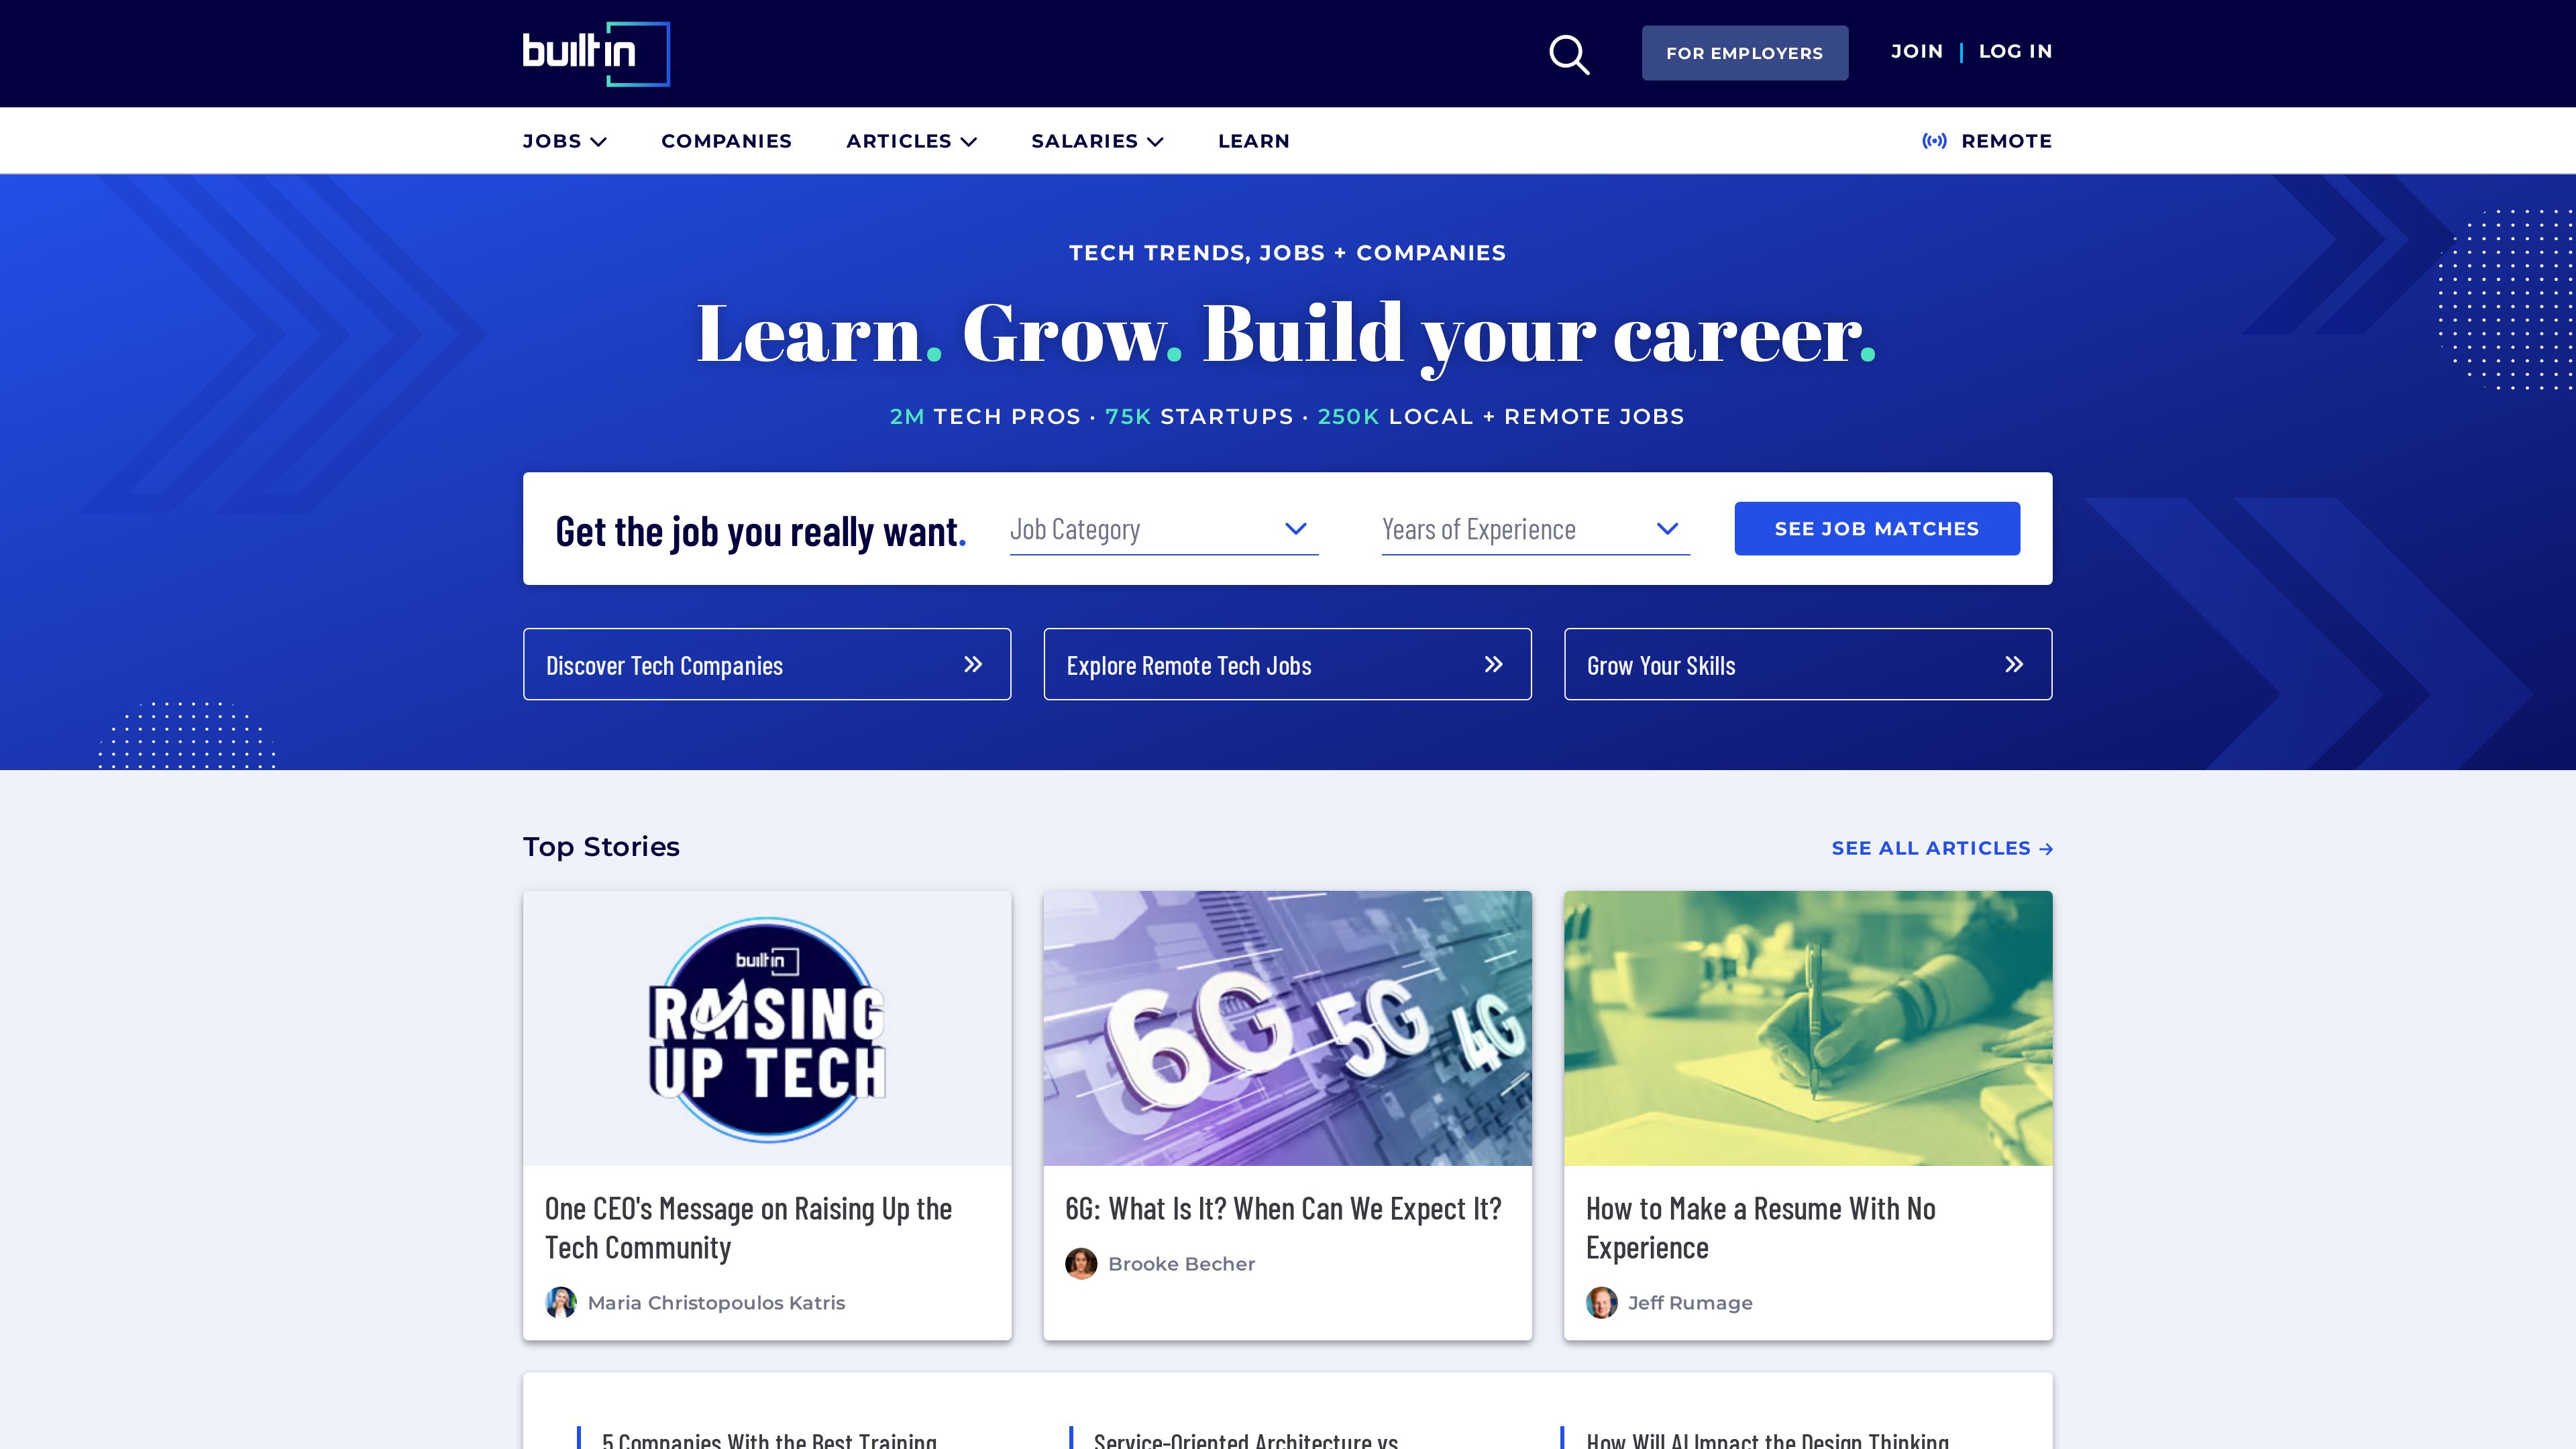 builtin
FOR EMPLOYERS
JOIN | LOG IN
JOBS
COMPANIES
ARTICLES
SALARIES
LEARN
REMOTE
TECH TRENDS, JOBS + COMPANIES
Learn. Grow. Build your career.
2M TECH PROS · 75K STARTUPS · 250K LOCAL + REMOTE JOBS
Get the job you really want.
Job Category
Years of Experience
SEE JOB MATCHES
Discover Tech Companies
Explore Remote Tech Jobs
Grow Your Skills
Top Stories
SEE ALL ARTICLES
builtin
RAISING
UP TECH
6G 5G 4G
One CEO's Message on Raising Up the
Tech Community
Maria Christopoulos Katris
6G: What Is It? When Can We Expect It?
Brooke Becher
How to Make a Resume With No
Experience
Jeff Rumage
5 Companies With the Best Training
Service-Oriented Architecture vs
How Will AI Impact the Design Thinking